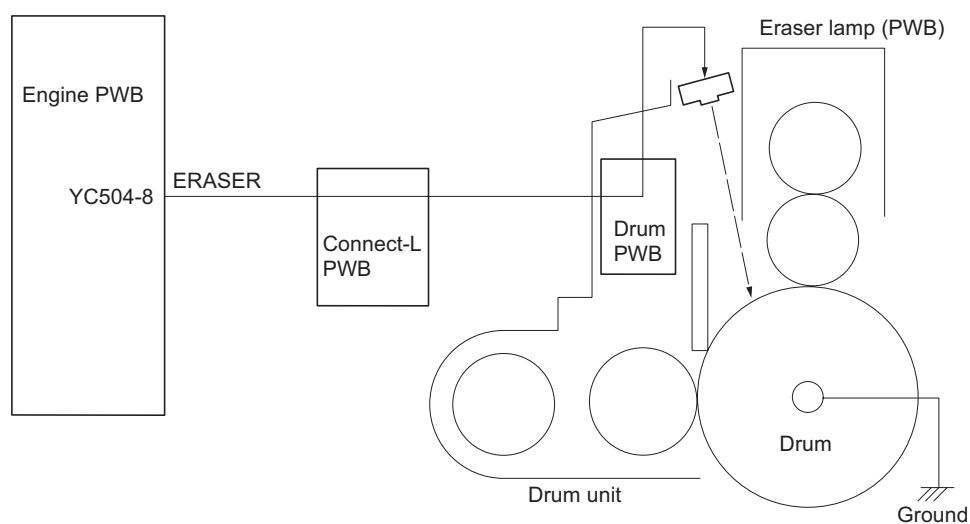 Eraser lamp (PWB)
Engine PWB
YC504-8
ERASER
Connect-L
PWB
Drum
PWB
Drum
Drum unit
Ground